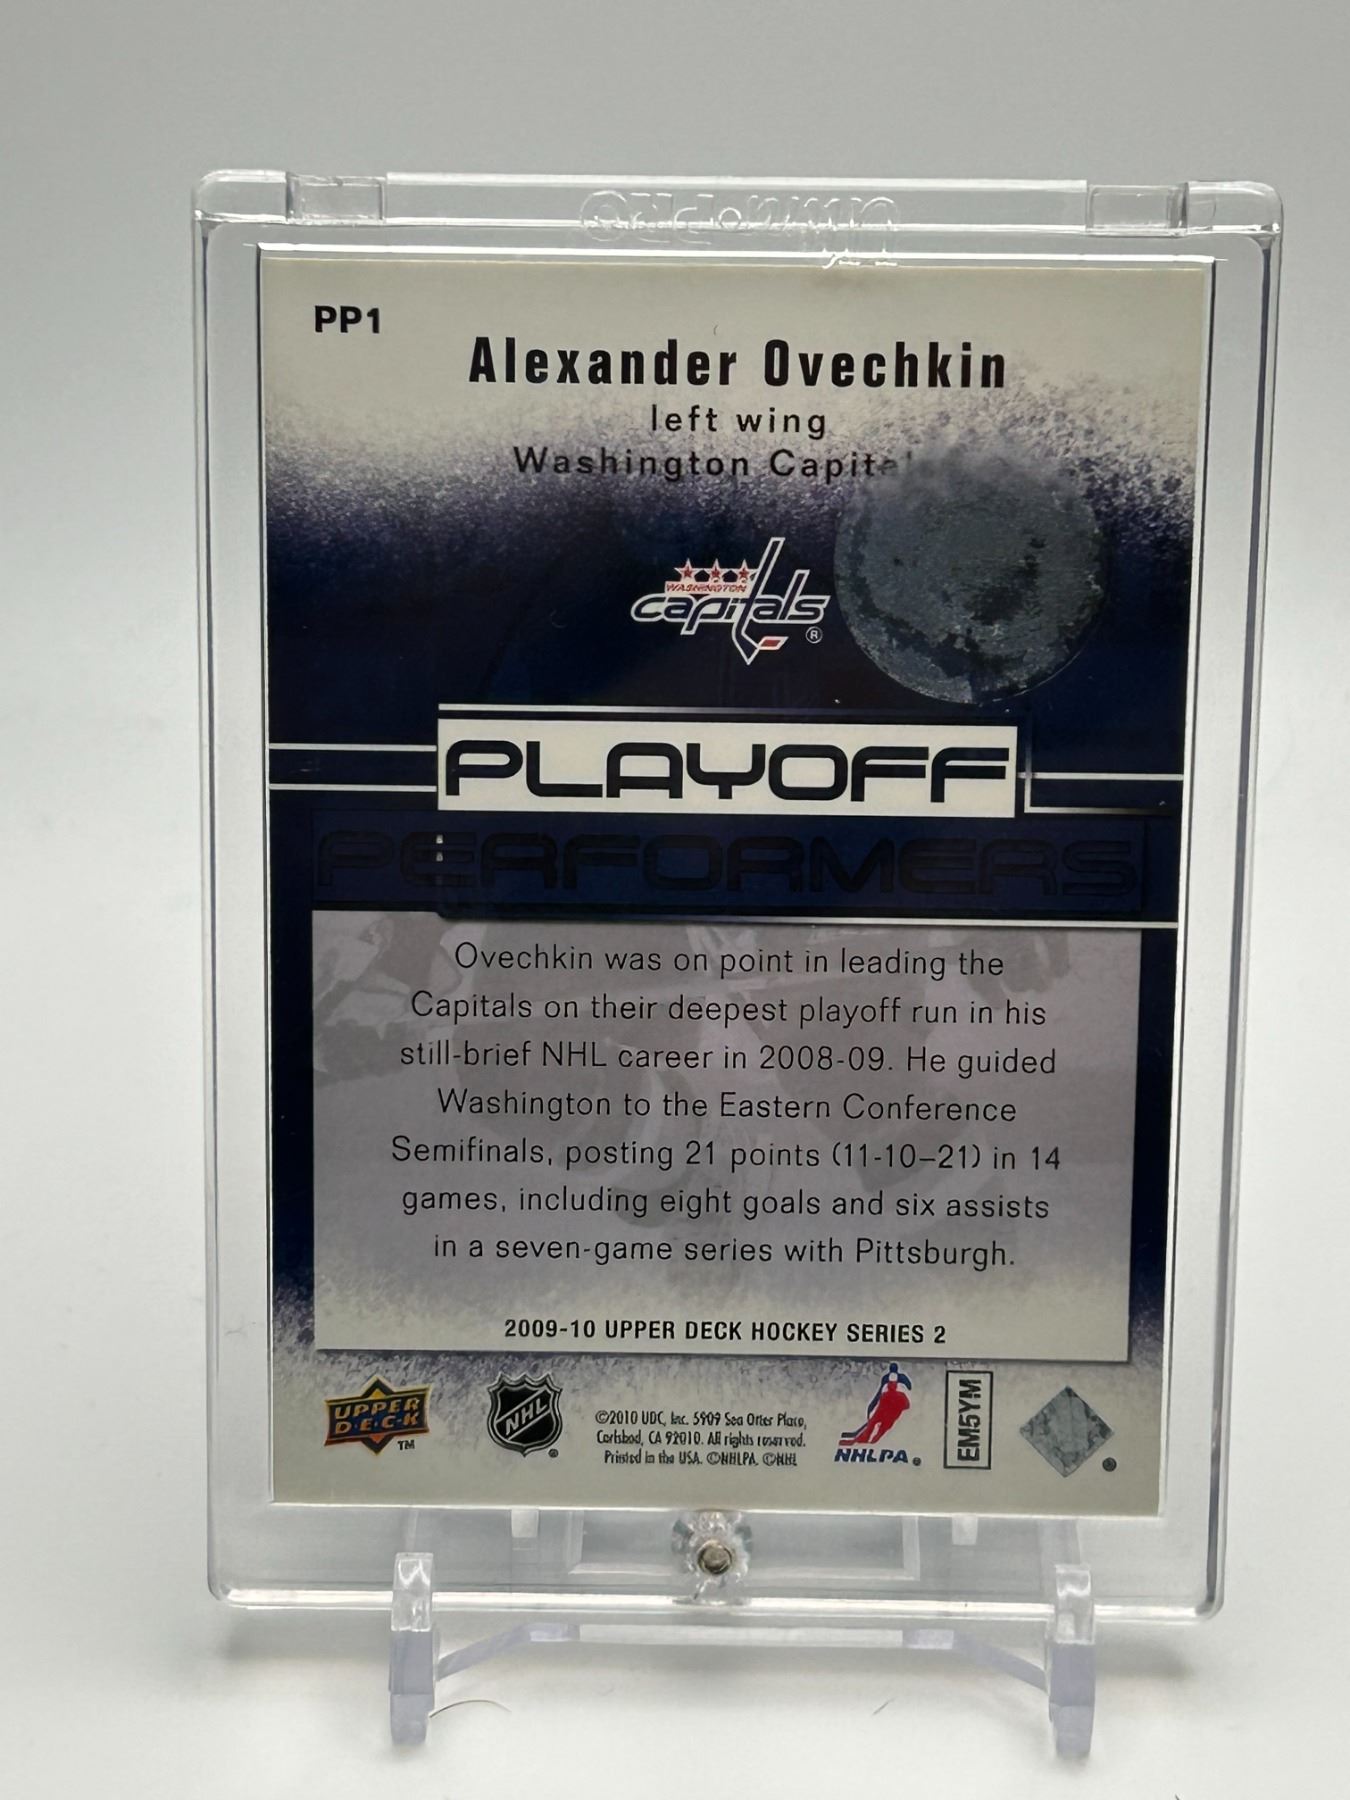 ULTRA•PRO
PP1
Alexander Ovechkin
left wing
Washington
WASHINGTON
capitals
®
PLAYOFF
PERFORMERS
Ovechkin was on point in leading the
Capitals on their deepest playoff run in his
still-brief NHL career in 2008-09. He guided
Washington to the Eastern Conference
Semifinals, posting 21 points (11-10–21) in 14
games, including eight goals and six assists
in a seven-game series with Pittsburgh.
2009-10 UPPER DECK HOCKEY SERIES 2
UPPER
DECK
TM
NHL
®
©2010 UDC, Inc. 5909 Sea Otter Place,
Carlsbad, CA 92010. All rights reserved.
Printed in the USA. ©NHLPA, ©NHL
NHLPA®
EM5YM